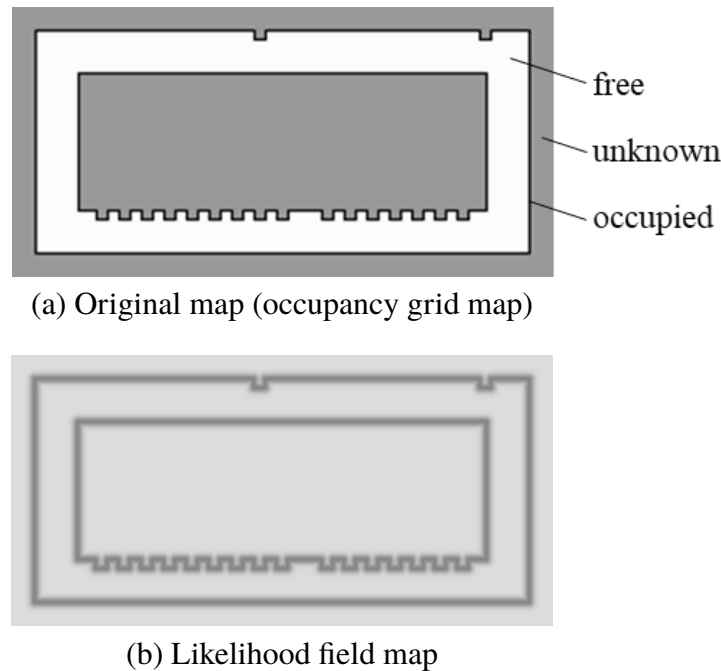 free
unknown
occupied
(a) Original map (occupancy grid map)
(b) Likelihood field map